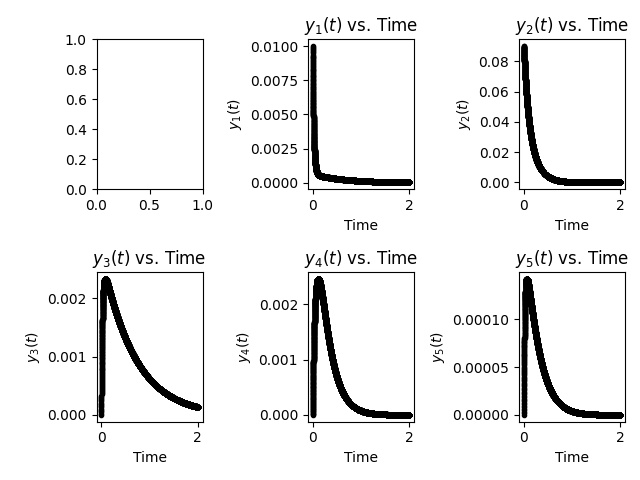 1.0
0.8
0.6
0.4
0.2
0.0
0.0 0.5 1.0
y₁(t) vs. Time
0.0100
0.0075
0.0050
0.0025
0.0000
y₁(t)
0 2
Time
y₂(t) vs. Time
0.08
0.06
0.04
0.02
0.00
y₂(t)
0 2
Time
y₃(t) vs. Time
0.002
0.001
0.000
y₃(t)
0 2
Time
y₄(t) vs. Time
0.002
0.001
0.000
y₄(t)
0 2
Time
y₅(t) vs. Time
0.00010
0.00005
0.00000
y₅(t)
0 2
Time